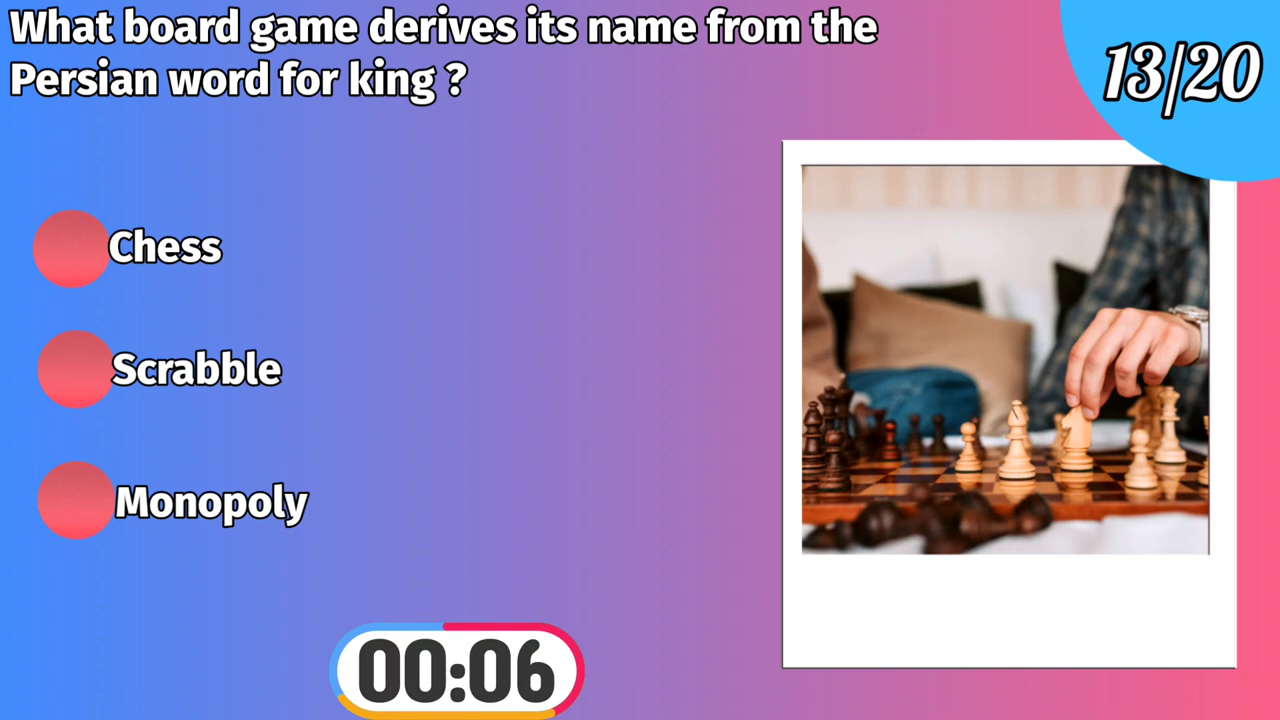 What board game derives its name from the
Persian word for king ?
13/20
Chess
Scrabble
Monopoly
00:06